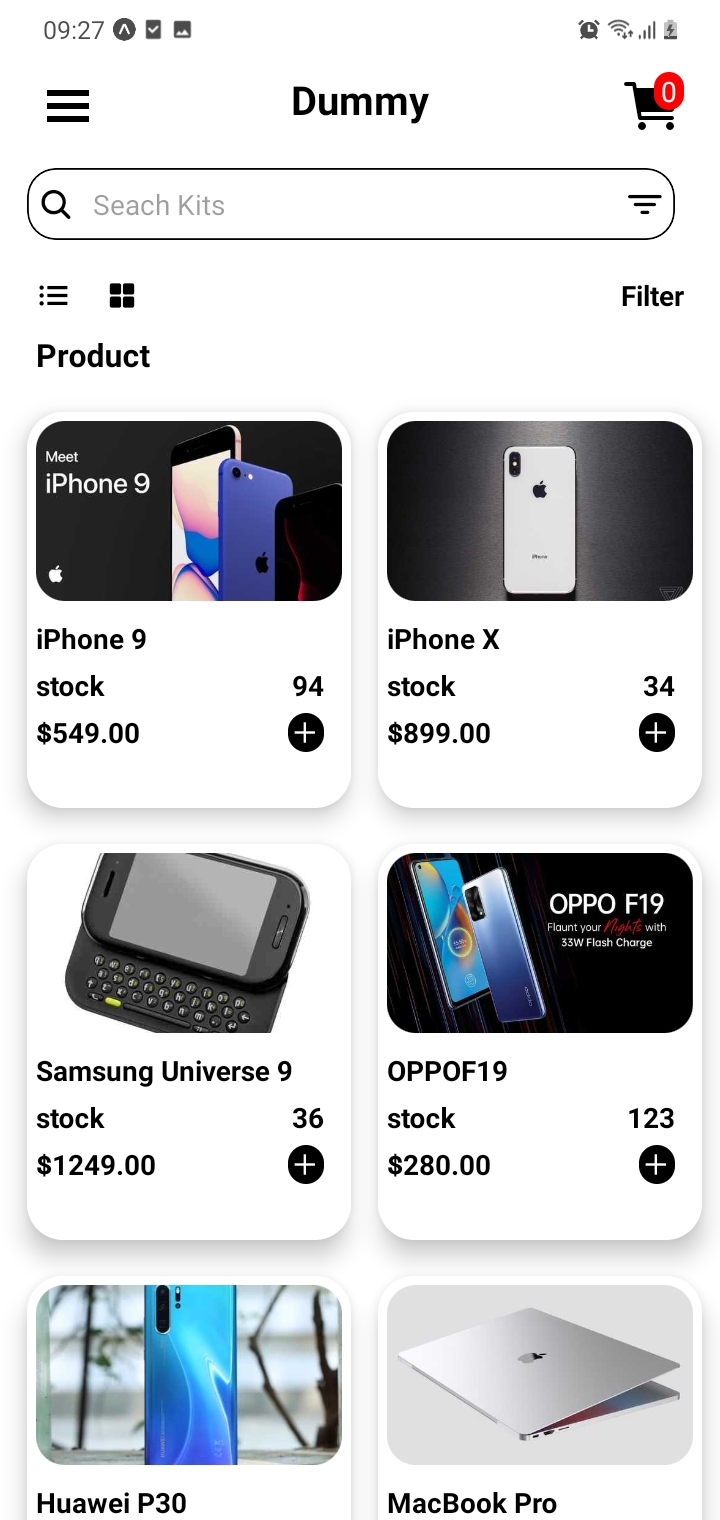 09:27
Dummy
0
Seach Kits
Filter
Product
Meet
iPhone 9
iPhone
iPhone 9
stock 94
$549.00
iPhone X
stock 34
$899.00
Samsung Universe 9
stock 36
$1249.00
OPPO F19
Flaunt your Nights with
33W Flash Charge
OPPOF19
stock 123
$280.00
Huawei P30
MacBook Pro